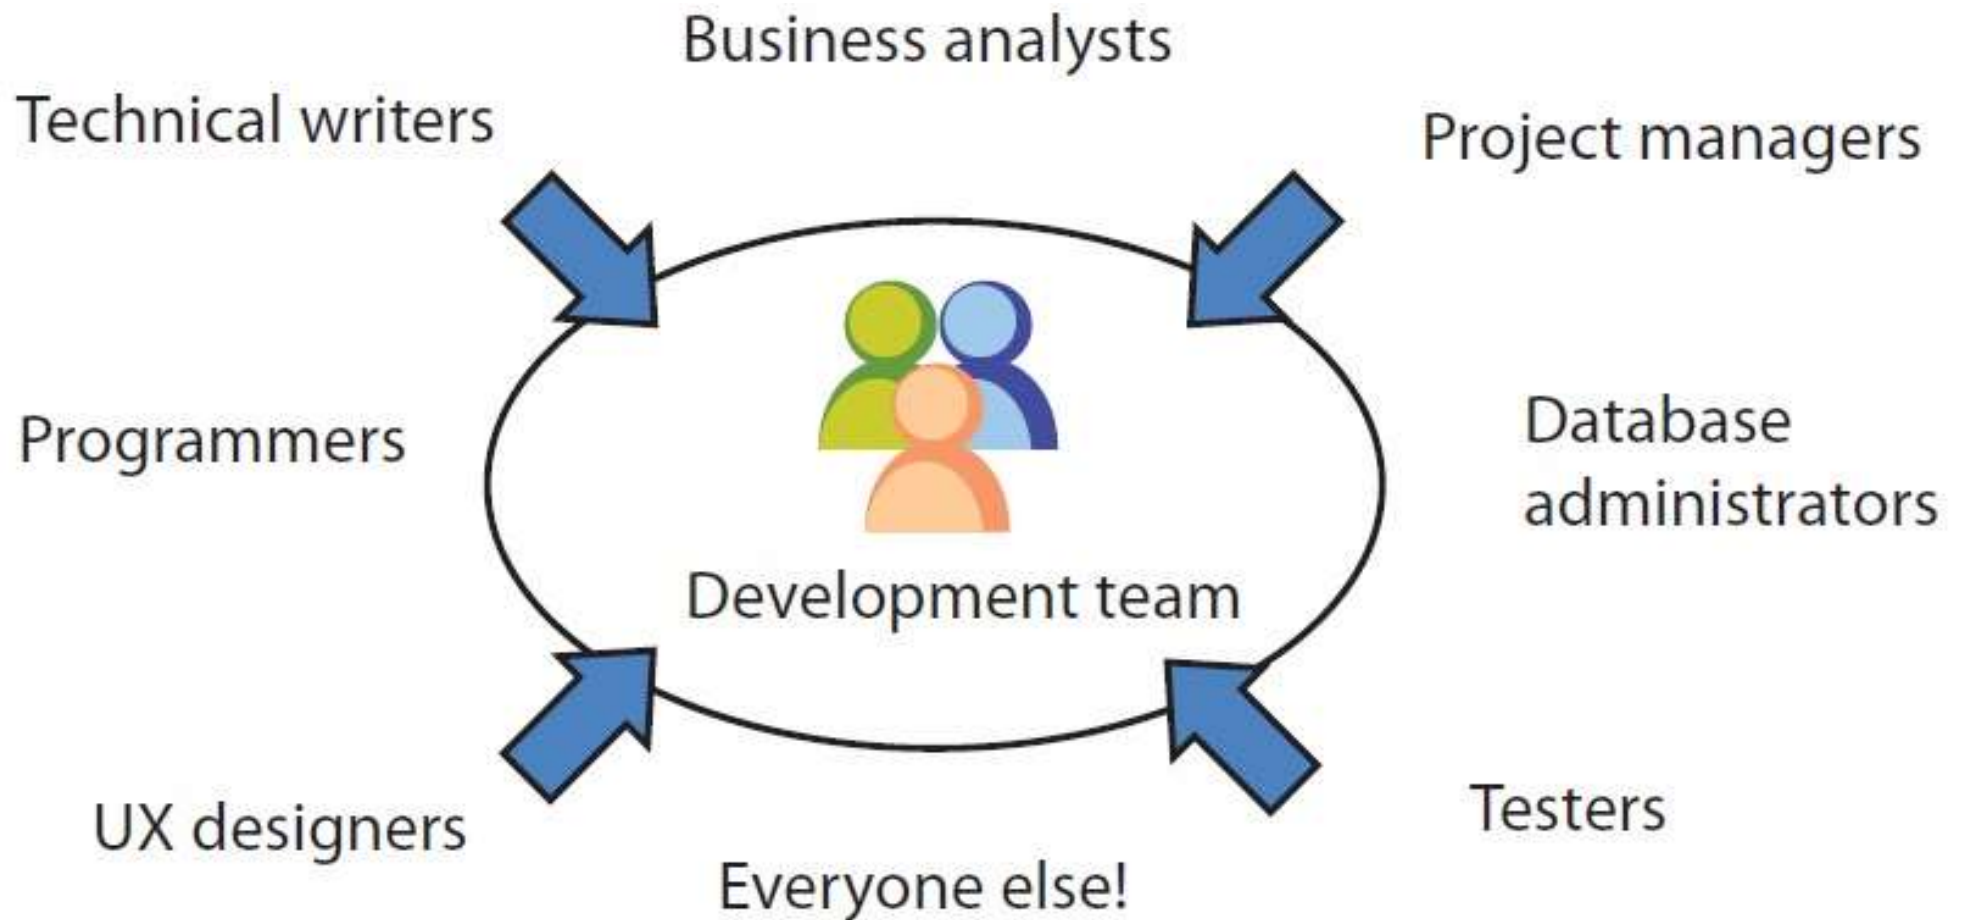 Business analysts
Technical writers
Project managers
Programmers
Database
administrators
Development team
UX designers
Testers
Everyone else!